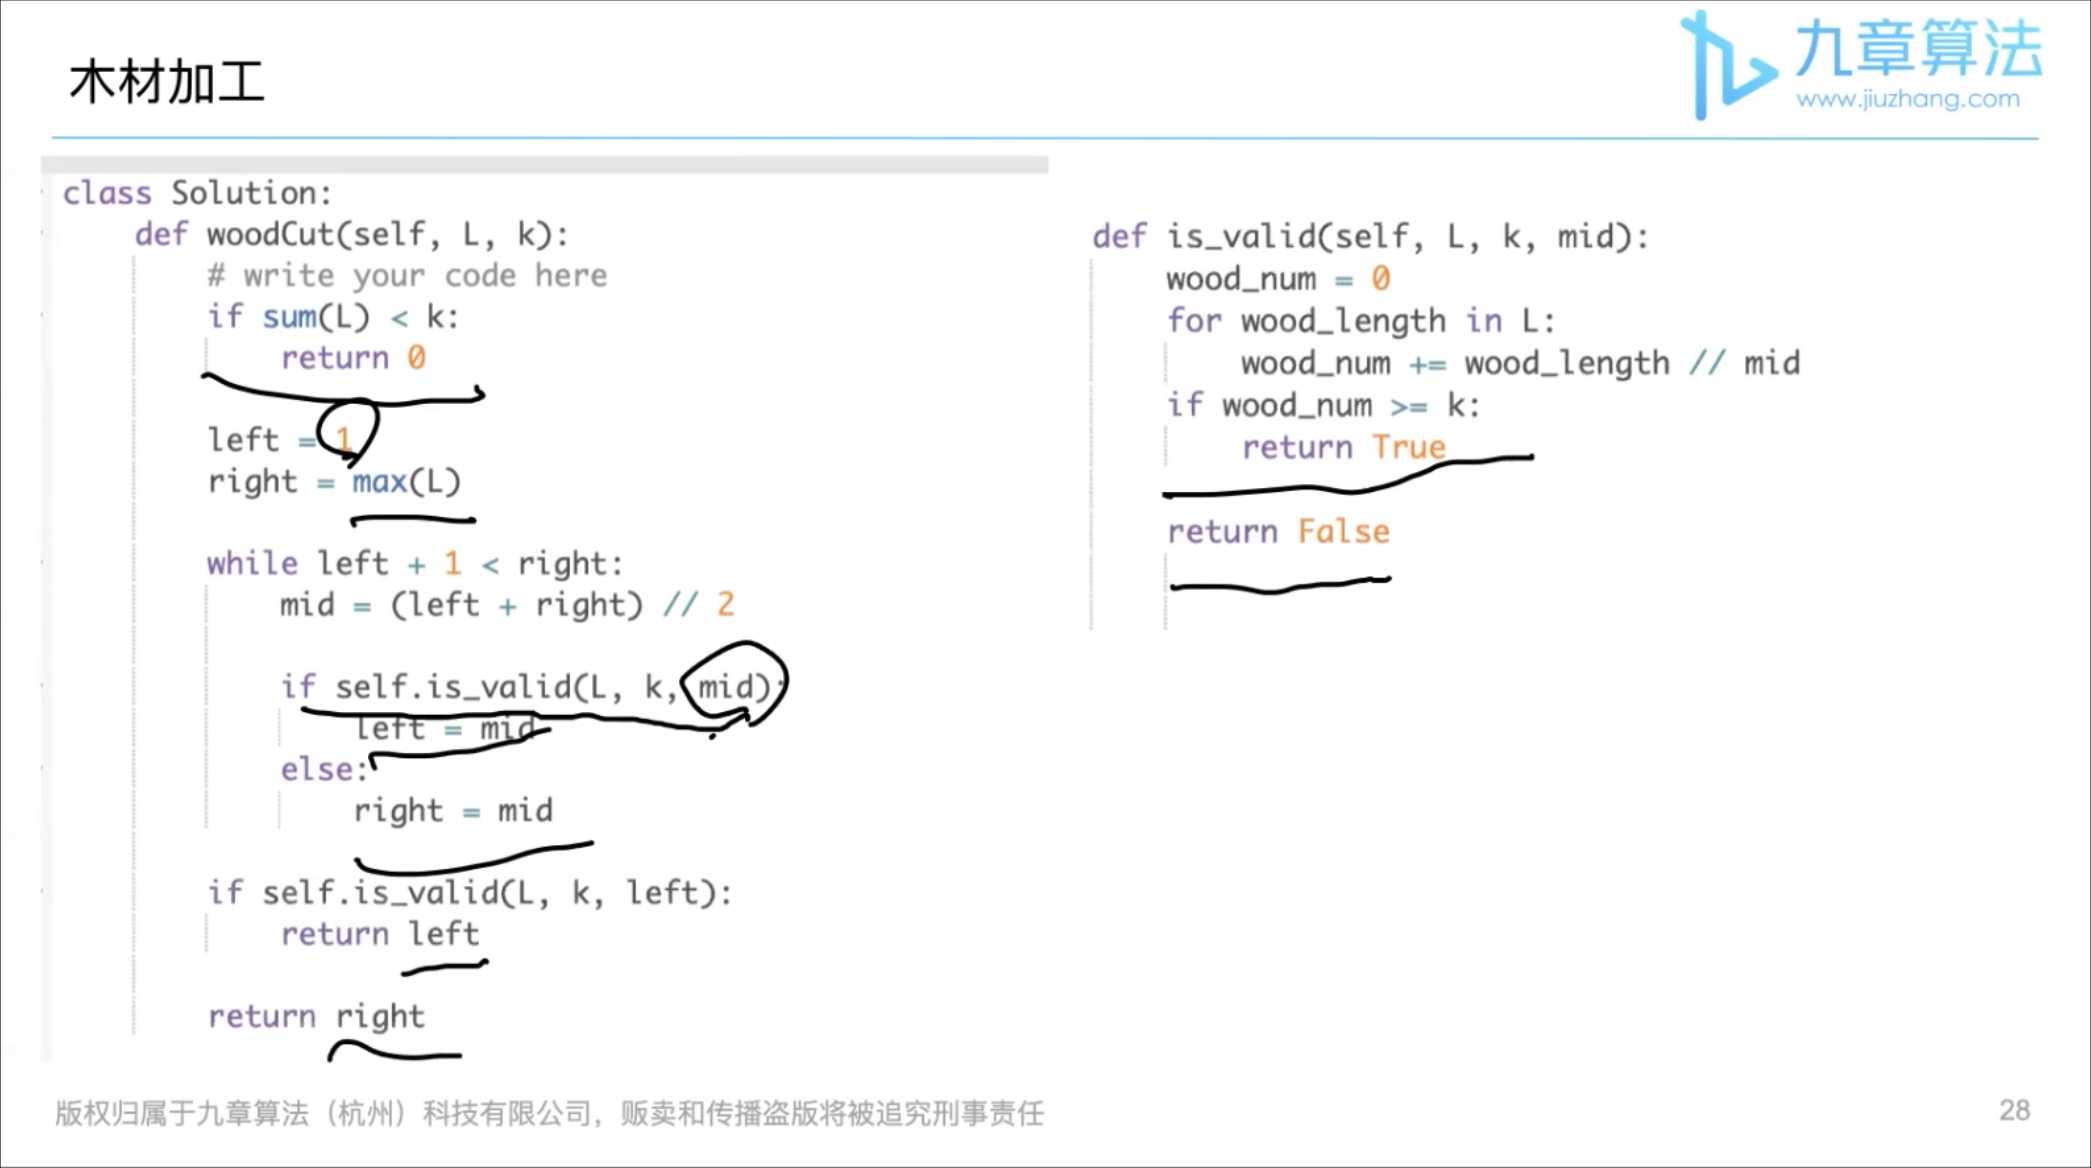 木材加工
九章算法
www.jiuzhang.com
class Solution:
    def woodCut(self, L, k):
        # write your code here
        if sum(L) < k:
            return 0
        left = 1
        right = max(L)
        while left + 1 < right:
            mid = (left + right) // 2
            if self.is_valid(L, k, mid):
                left = mid
            else:
                right = mid
        if self.is_valid(L, k, left):
            return left
        return right
def is_valid(self, L, k, mid):
    wood_num = 0
    for wood_length in L:
        wood_num += wood_length // mid
    if wood_num >= k:
        return True
    return False
版权归属于九章算法（杭州）科技有限公司，贩卖和传播盗版将被追究刑事责任
28